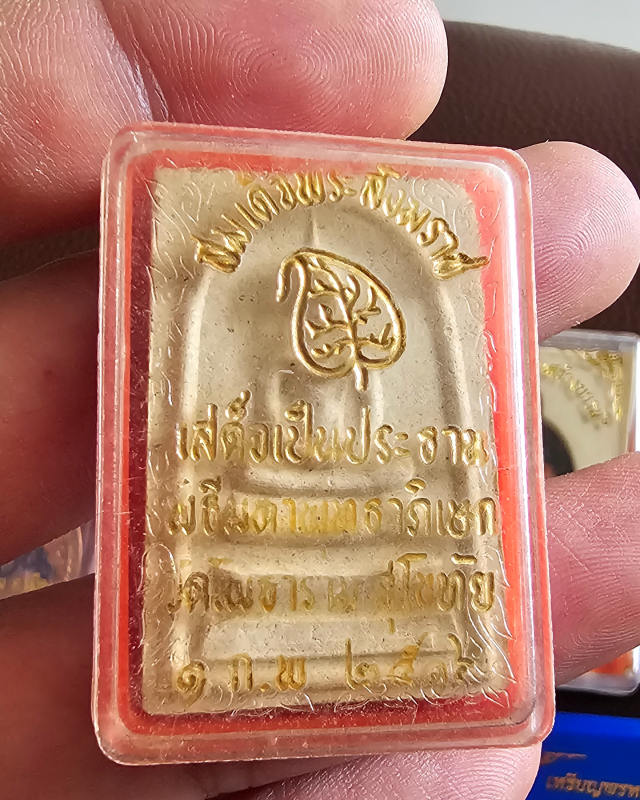 สมเด็จพระสังฆราช
เสด็จเป็นประธาน
พิธีมหาพุทธาภิเษก
สุโขทัย
๑ ก.พ